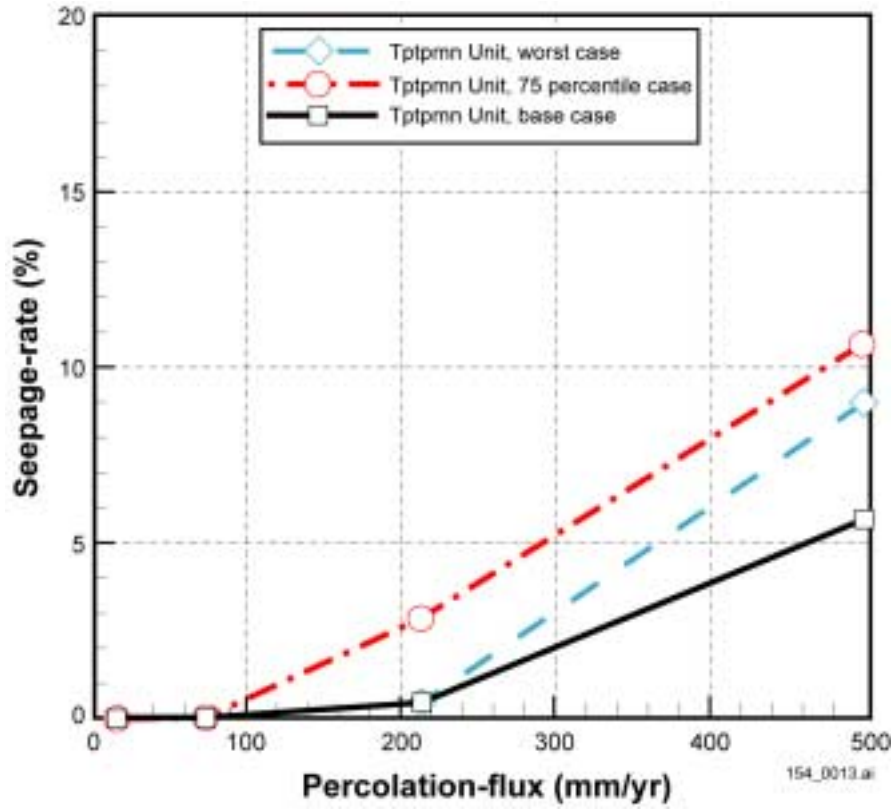 20
15
10
5
0
Seepage-rate (%)
Tptpmn Unit, worst case
Tptpmn Unit, 75 percentile case
Tptpmn Unit, base case
0 100 200 300 400 500
154_0013.ai
Percolation-flux (mm/yr)